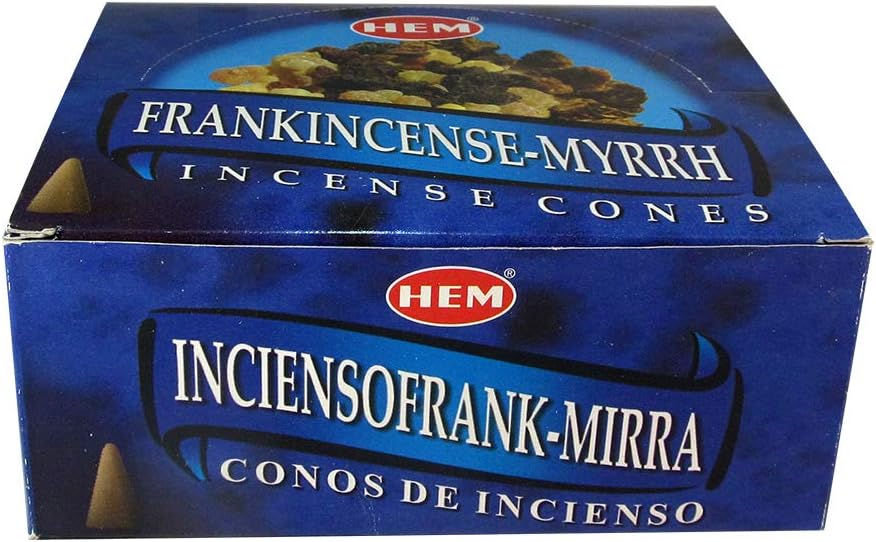 HEM®
FRANKINCENSE-MYRRH
INCENSE CONES
HEM®
INCIENSOFRANK-MIRRA
CONOS DE INCIENSO